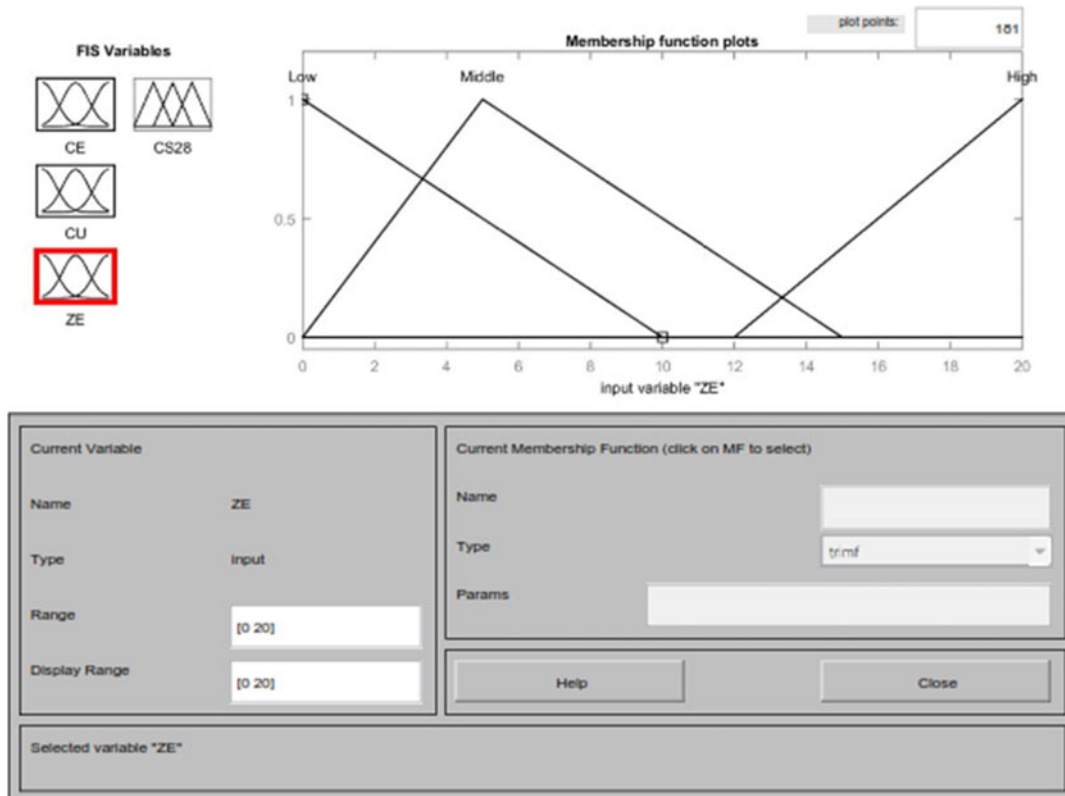 plot points: 181
FIS Variables
Membership function plots
Low Middle High
CE CS28
CU
ZE
1
0.5
0
0 2 4 6 8 10 12 14 16 18 20
input variable "ZE"
Current Variable
Name ZE
Type Input
Range [0 20]
Display Range [0 20]
Current Membership Function (click on MF to select)
Name
Type trimf
Params
Help Close
Selected variable "ZE"